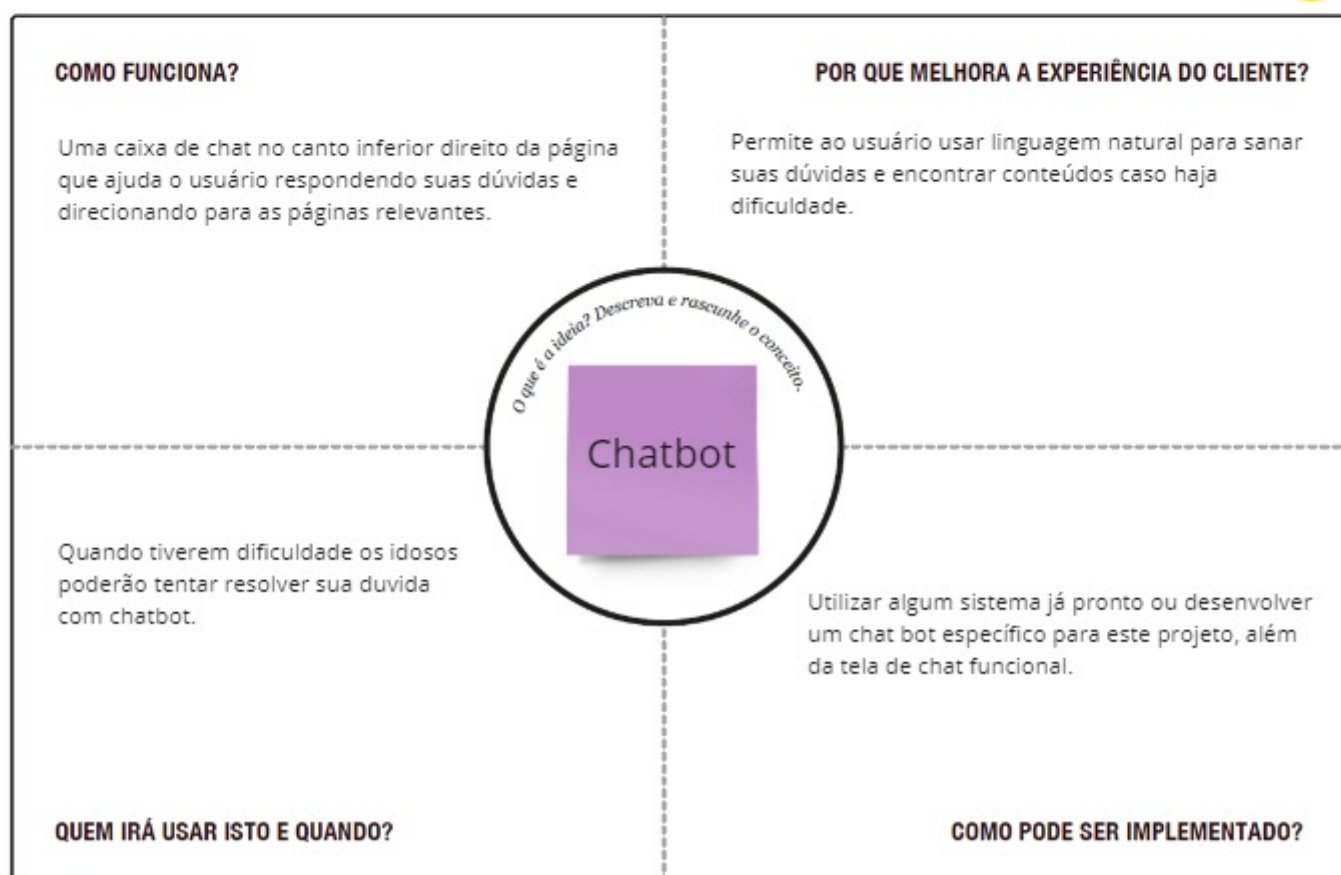 COMO FUNCIONA?
Uma caixa de chat no canto inferior direito da página
que ajuda o usuário respondendo suas dúvidas e
direcionando para as páginas relevantes.
POR QUE MELHORA A EXPERIÊNCIA DO CLIENTE?
Permite ao usuário usar linguagem natural para sanar
suas dúvidas e encontrar conteúdos caso haja
dificuldade.
O que é a ideia? Descreva e rascunhe o conceito.
Chatbot
Quando tiverem dificuldade os idosos
poderão tentar resolver sua duvida
com chatbot.
QUEM IRÁ USAR ISTO E QUANDO?
Utilizar algum sistema já pronto ou desenvolver
um chat bot específico para este projeto, além
da tela de chat funcional.
COMO PODE SER IMPLEMENTADO?